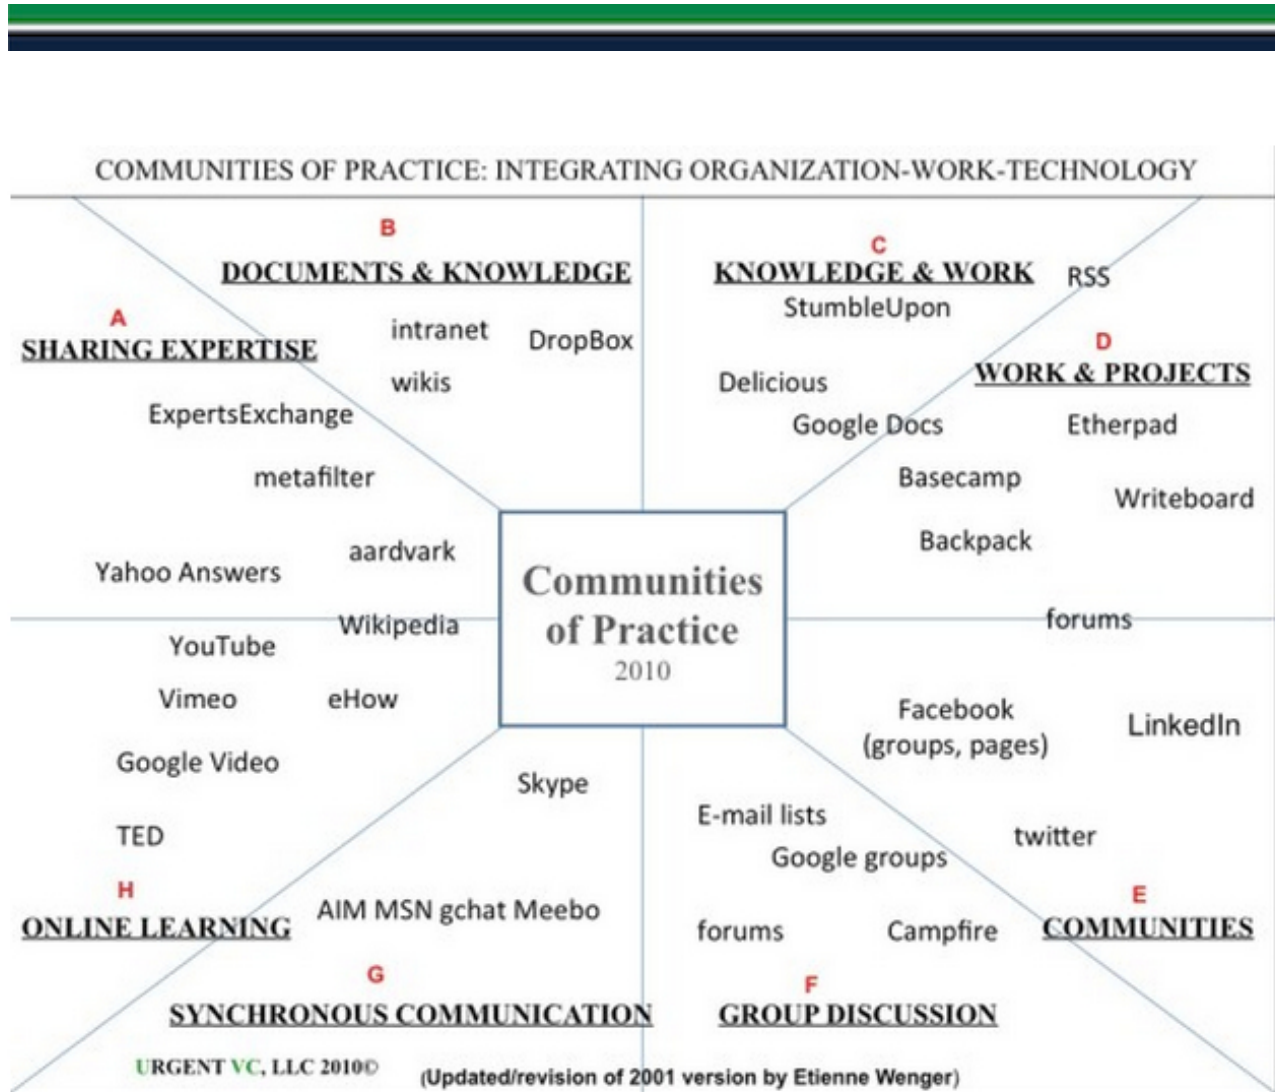 COMMUNITIES OF PRACTICE: INTEGRATING ORGANIZATION-WORK-TECHNOLOGY
A
SHARING EXPERTISE
ExpertsExchange
metafilter
aardvark
Yahoo Answers
Wikipedia
B
DOCUMENTS & KNOWLEDGE
intranet
DropBox
wikis
C
KNOWLEDGE & WORK
RSS
StumbleUpon
Delicious
Google Docs
D
WORK & PROJECTS
Etherpad
Basecamp
Writeboard
Backpack
forums
Communities
of Practice
2010
Facebook
(groups, pages)
LinkedIn
twitter
E
COMMUNITIES
E-mail lists
Google groups
forums
Campfire
F
GROUP DISCUSSION
Skype
AIM MSN gchat Meebo
G
SYNCHRONOUS COMMUNICATION
YouTube
Vimeo
eHow
Google Video
TED
H
ONLINE LEARNING
URGENT VC, LLC 2010©
(Updated/revision of 2001 version by Etienne Wenger)